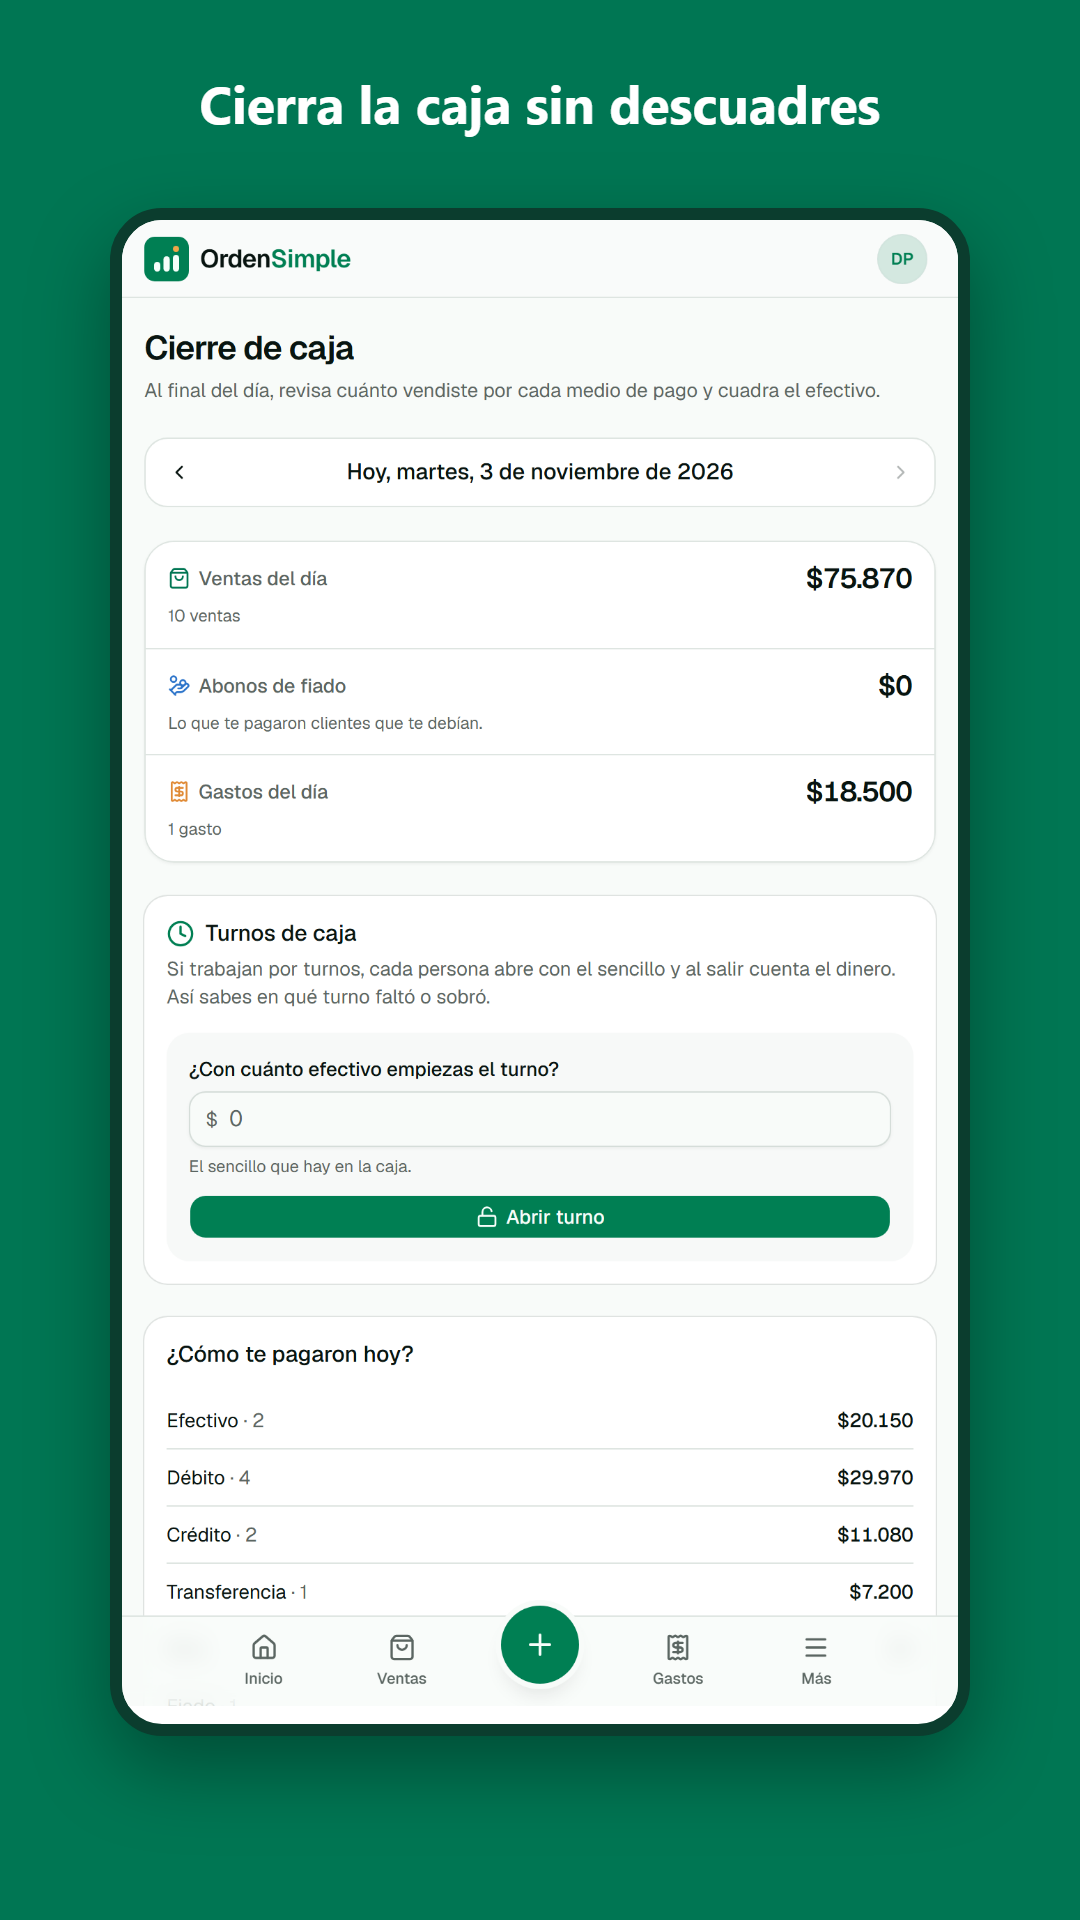 Cierra la caja sin descuadres
OrdenSimple
DP
Cierre de caja
Al final del día, revisa cuánto vendiste por cada medio de pago y cuadra el efectivo.
Hoy, martes, 3 de noviembre de 2026
Ventas del día
$75.870
10 ventas
Abonos de fiado
$0
Lo que te pagaron clientes que te debían.
Gastos del día
$18.500
1 gasto
Turnos de caja
Si trabajan por turnos, cada persona abre con el sencillo y al salir cuenta el dinero.
Así sabes en qué turno faltó o sobró.
¿Con cuánto efectivo empiezas el turno?
$ 0
El sencillo que hay en la caja.
Abrir turno
¿Cómo te pagaron hoy?
Efectivo · 2
$20.150
Débito · 4
$29.970
Crédito · 2
$11.080
Transferencia · 1
$7.200
Inicio
Ventas
Gastos
Más
Fiado · 1